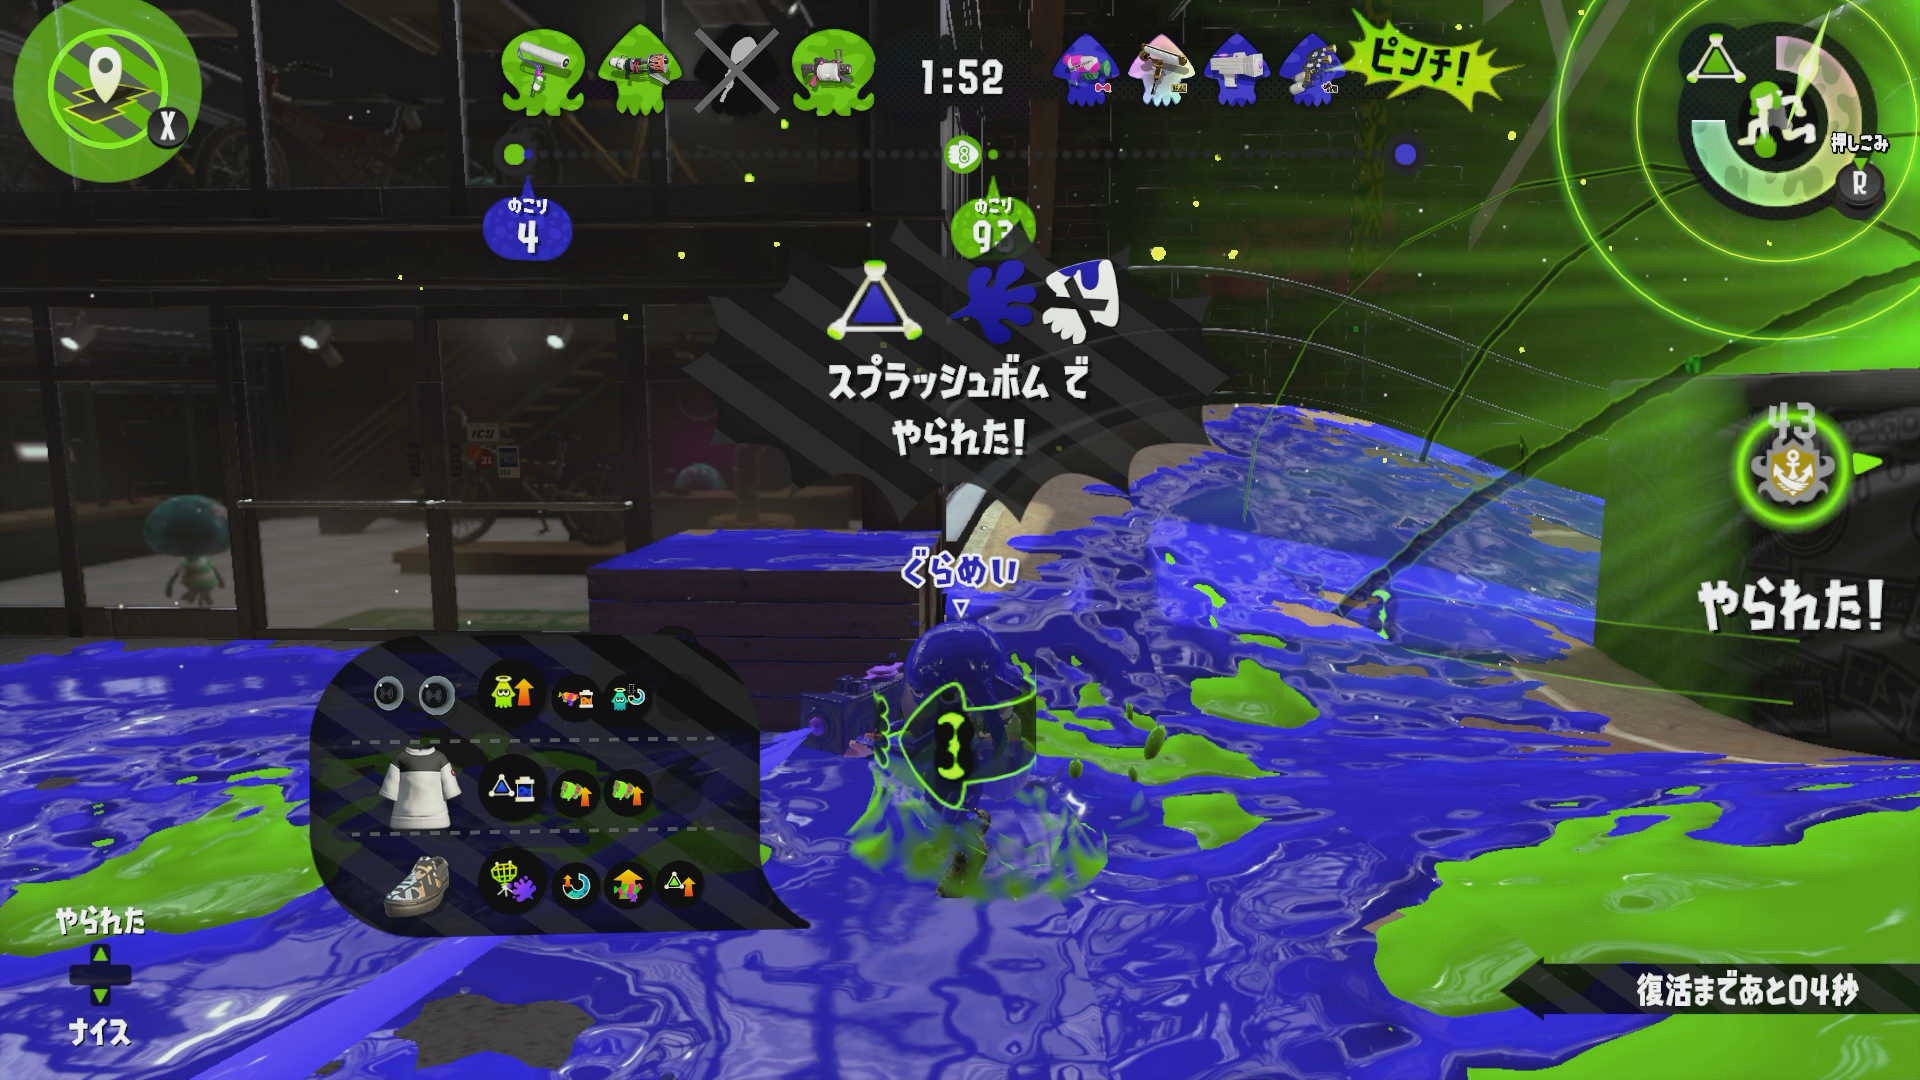 X
1:52
ピンチ!
押しこみ
R
8
のこり
4
のこり
93
スプラッシュボム で
やられた!
43
ぐらめい
やられた!
やられた
ナイス
復活まであと04秒